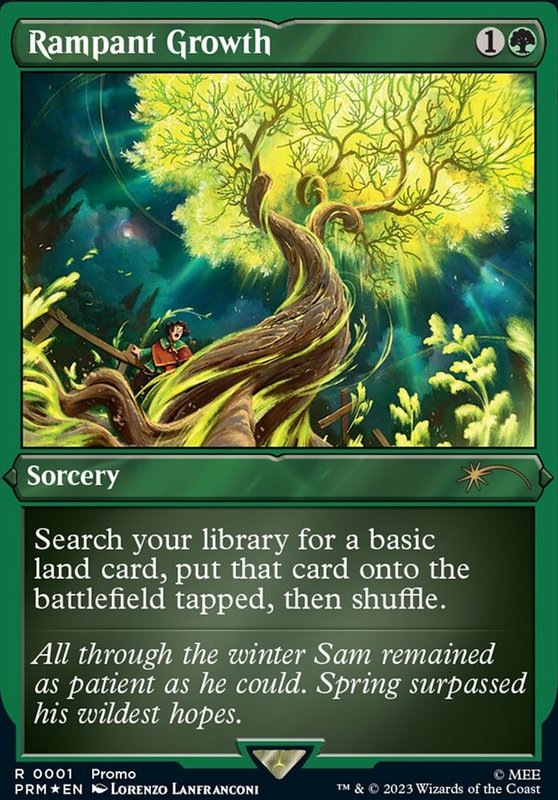 Rampant Growth 1
Sorcery
Search your library for a basic
land card, put that card onto the
battlefield tapped, then shuffle.
All through the winter Sam remained
as patient as he could. Spring surpassed
his wildest hopes.
R 0001 Promo © MEE
PRM★EN Lorenzo Lanfranconi ™ & © 2023 Wizards of the Coast